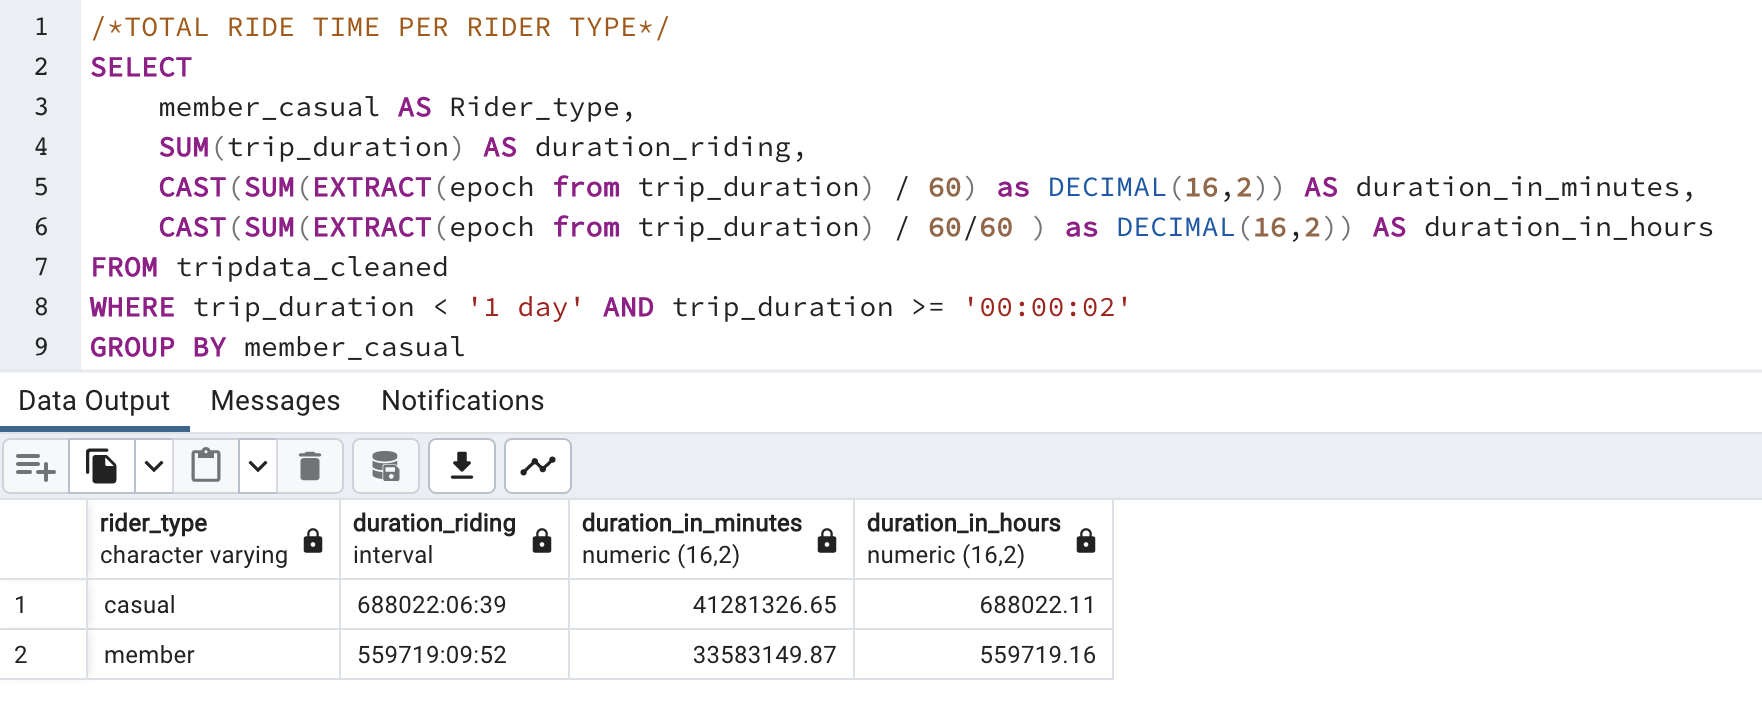 1 /*TOTAL RIDE TIME PER RIDER TYPE*/
2 SELECT
3 member_casual AS Rider_type,
4 SUM(trip_duration) AS duration_riding,
5 CAST(SUM(EXTRACT(epoch from trip_duration) / 60) as DECIMAL(16,2)) AS duration_in_minutes,
6 CAST(SUM(EXTRACT(epoch from trip_duration) / 60/60 ) as DECIMAL(16,2)) AS duration_in_hours
7 FROM tripdata_cleaned
8 WHERE trip_duration < '1 day' AND trip_duration >= '00:00:02'
9 GROUP BY member_casual
Data Output Messages Notifications
rider_type duration_riding duration_in_minutes duration_in_hours
character varying interval numeric (16,2) numeric (16,2)
1 casual 688022:06:39 41281326.65 688022.11
2 member 559719:09:52 33583149.87 559719.16